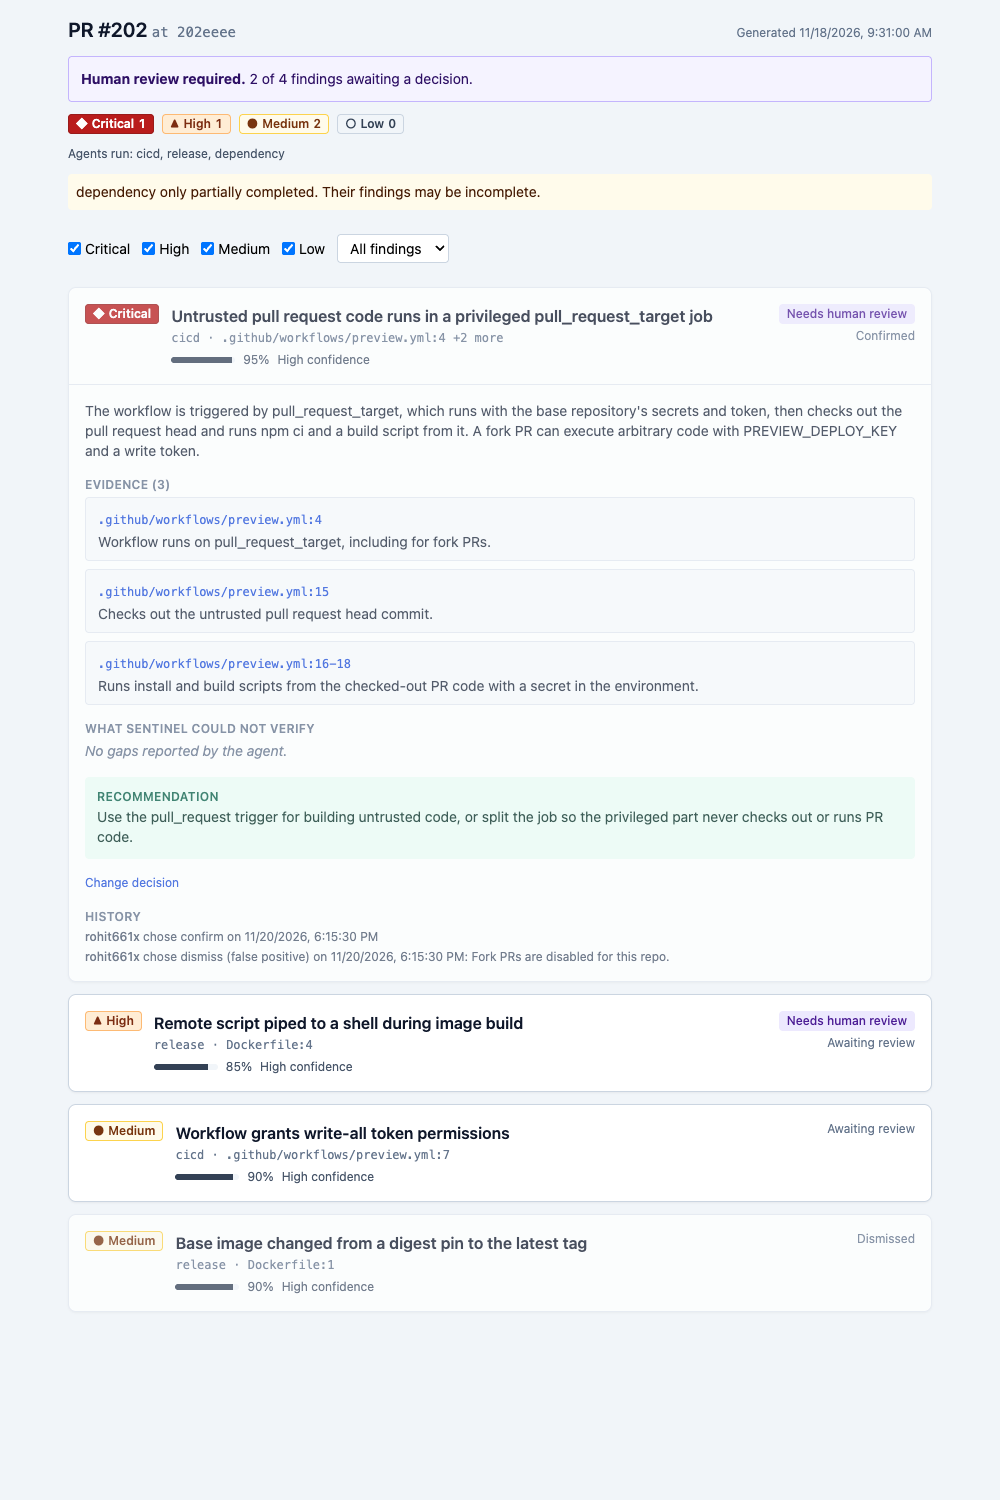 PR #202 at 202eeee
Generated 11/18/2026, 9:31:00 AM
Human review required. 2 of 4 findings awaiting a decision.
Critical 1 High 1 Medium 2 Low 0
Agents run: cicd, release, dependency
dependency only partially completed. Their findings may be incomplete.
Critical High Medium Low All findings
Critical Untrusted pull request code runs in a privileged pull_request_target job Needs human review
cicd · .github/workflows/preview.yml:4 +2 more Confirmed
95% High confidence
The workflow is triggered by pull_request_target, which runs with the base repository's secrets and token, then checks out the
pull request head and runs npm ci and a build script from it. A fork PR can execute arbitrary code with PREVIEW_DEPLOY_KEY
and a write token.
EVIDENCE (3)
.github/workflows/preview.yml:4
Workflow runs on pull_request_target, including for fork PRs.
.github/workflows/preview.yml:15
Checks out the untrusted pull request head commit.
.github/workflows/preview.yml:16–18
Runs install and build scripts from the checked-out PR code with a secret in the environment.
WHAT SENTINEL COULD NOT VERIFY
No gaps reported by the agent.
RECOMMENDATION
Use the pull_request trigger for building untrusted code, or split the job so the privileged part never checks out or runs PR
code.
Change decision
HISTORY
rohit661x chose confirm on 11/20/2026, 6:15:30 PM
rohit661x chose dismiss (false positive) on 11/20/2026, 6:15:30 PM: Fork PRs are disabled for this repo.
High Remote script piped to a shell during image build Needs human review
release · Dockerfile:4 Awaiting review
85% High confidence
Medium Workflow grants write-all token permissions Awaiting review
cicd · .github/workflows/preview.yml:7
90% High confidence
Medium Base image changed from a digest pin to the latest tag Dismissed
release · Dockerfile:1
90% High confidence